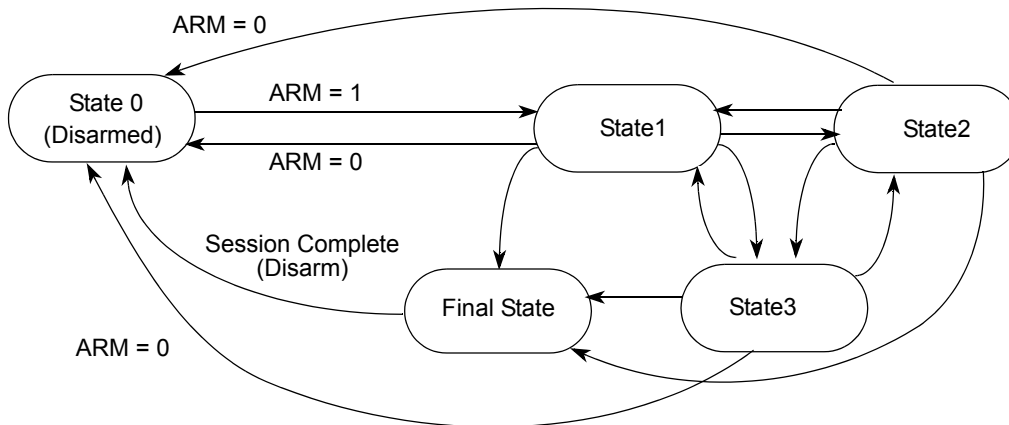 ARM = 0
State 0
(Disarmed)
ARM = 1
ARM = 0
State1
State2
Session Complete
(Disarm)
Final State
State3
ARM = 0